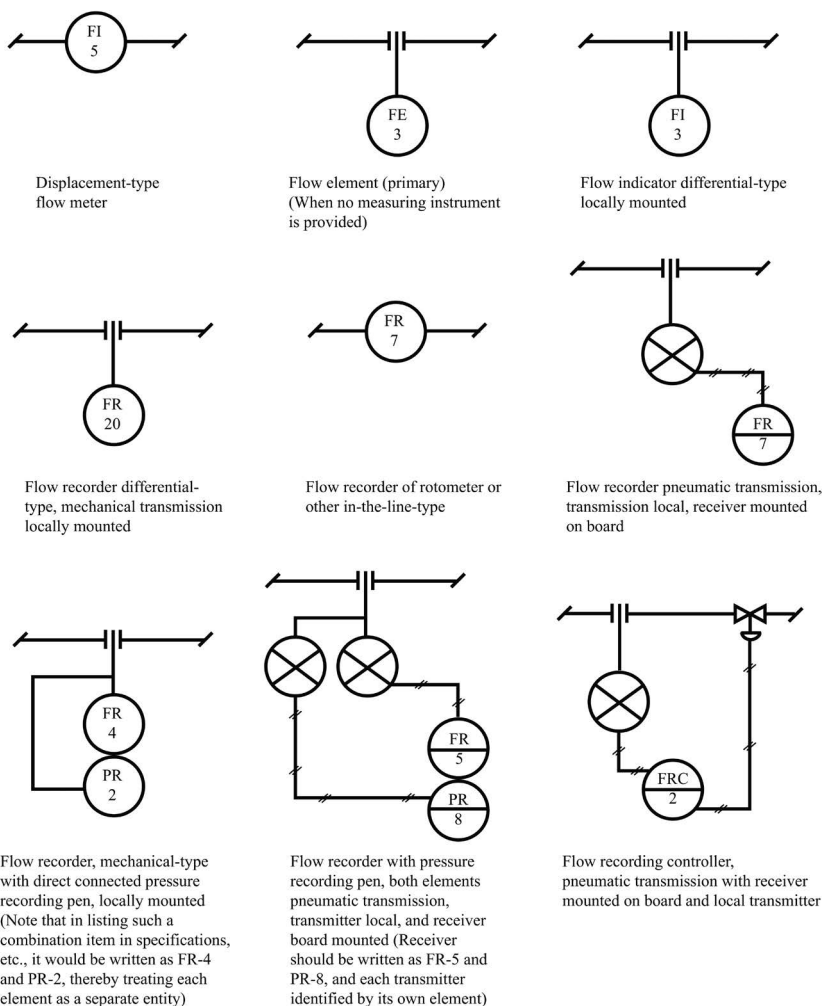 FI
5
Displacement-type
flow meter
FE
3
Flow element (primary)
(When no measuring instrument
is provided)
FI
3
Flow indicator differential-type
locally mounted
FR
20
Flow recorder differential-
type, mechanical transmission
locally mounted
FR
7
Flow recorder of rotometer or
other in-the-line-type
FR
7
Flow recorder pneumatic transmission,
transmission local, receiver mounted
on board
FR
4
PR
2
Flow recorder, mechanical-type
with direct connected pressure
recording pen, locally mounted
(Note that in listing such a
combination item in specifications,
etc., it would be written as FR-4
and PR-2, thereby treating each
element as a separate entity)
FR
5
PR
8
Flow recorder with pressure
recording pen, both elements
pneumatic transmission,
transmitter local, and receiver
board mounted (Receiver
should be written as FR-5 and
PR-8, and each transmitter
identified by its own element)
FRC
2
Flow recording controller,
pneumatic transmission with receiver
mounted on board and local transmitter